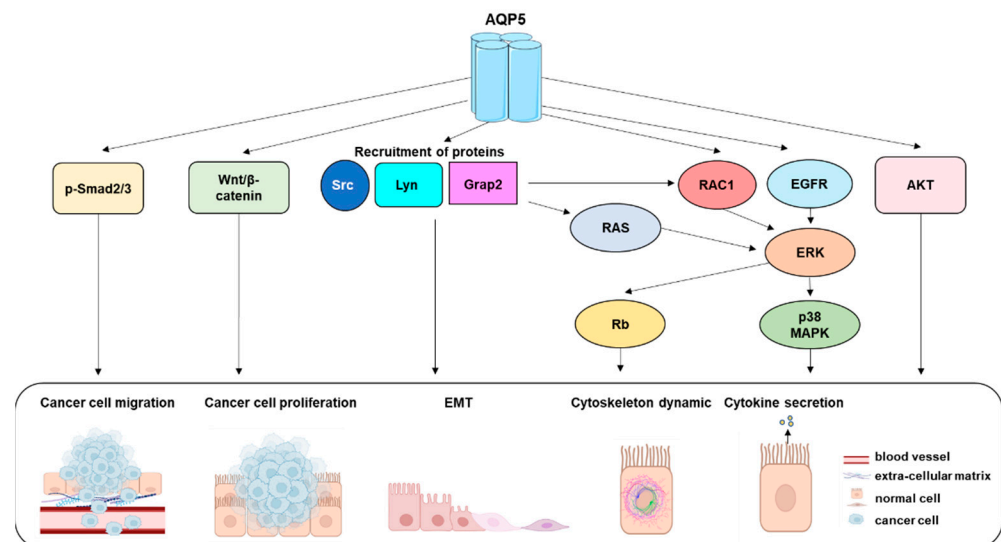 AQP5
Recruitment of proteins
p-Smad2/3
Wnt/β-
catenin
Src
Lyn
Grap2
RAC1
EGFR
AKT
RAS
ERK
Rb
p38
MAPK
Cancer cell migration
Cancer cell proliferation
EMT
Cytoskeleton dynamic
Cytokine secretion
blood vessel
extra-cellular matrix
normal cell
cancer cell